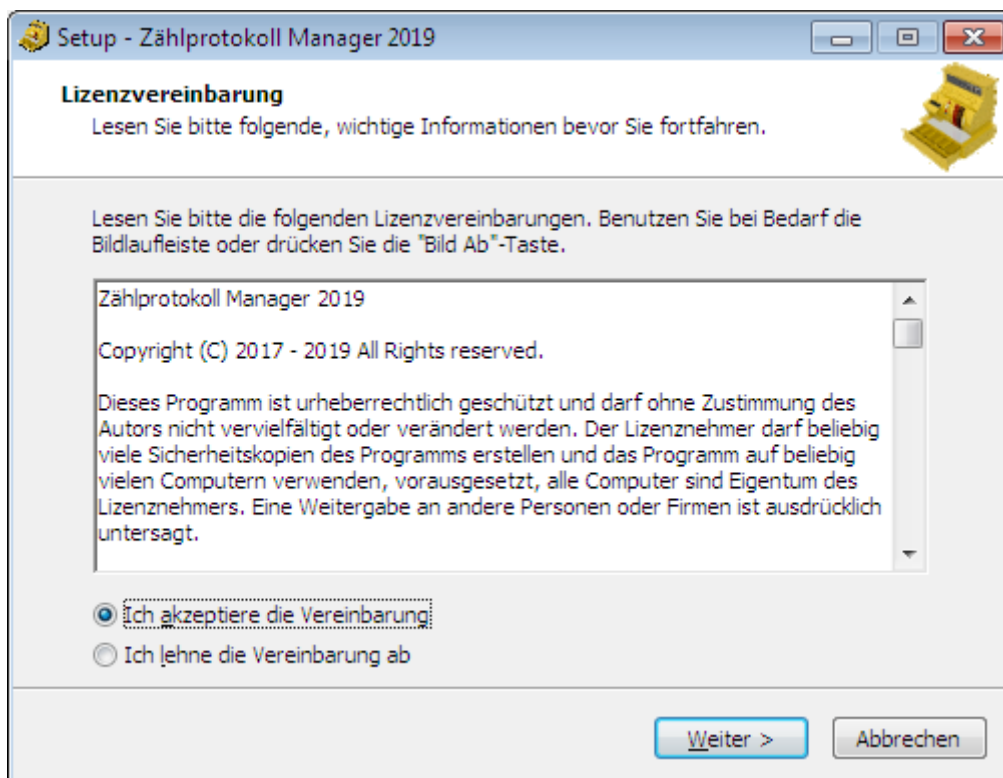 Setup - Zählprotokoll Manager 2019
Lizenzvereinbarung
Lesen Sie bitte folgende, wichtige Informationen bevor Sie fortfahren.
Lesen Sie bitte die folgenden Lizenzvereinbarungen. Benutzen Sie bei Bedarf die
Bildlaufleiste oder drücken Sie die "Bild Ab"-Taste.
Zählprotokoll Manager 2019
Copyright (C) 2017 - 2019 All Rights reserved.
Dieses Programm ist urheberrechtlich geschützt und darf ohne Zustimmung des
Autors nicht vervielfältigt oder verändert werden. Der Lizenznehmer darf beliebig
viele Sicherheitskopien des Programms erstellen und das Programm auf beliebig
vielen Computern verwenden, vorausgesetzt, alle Computer sind Eigentum des
Lizenznehmers. Eine Weitergabe an andere Personen oder Firmen ist ausdrücklich
untersagt.
Ich akzeptiere die Vereinbarung
Ich lehne die Vereinbarung ab
Weiter > Abbrechen